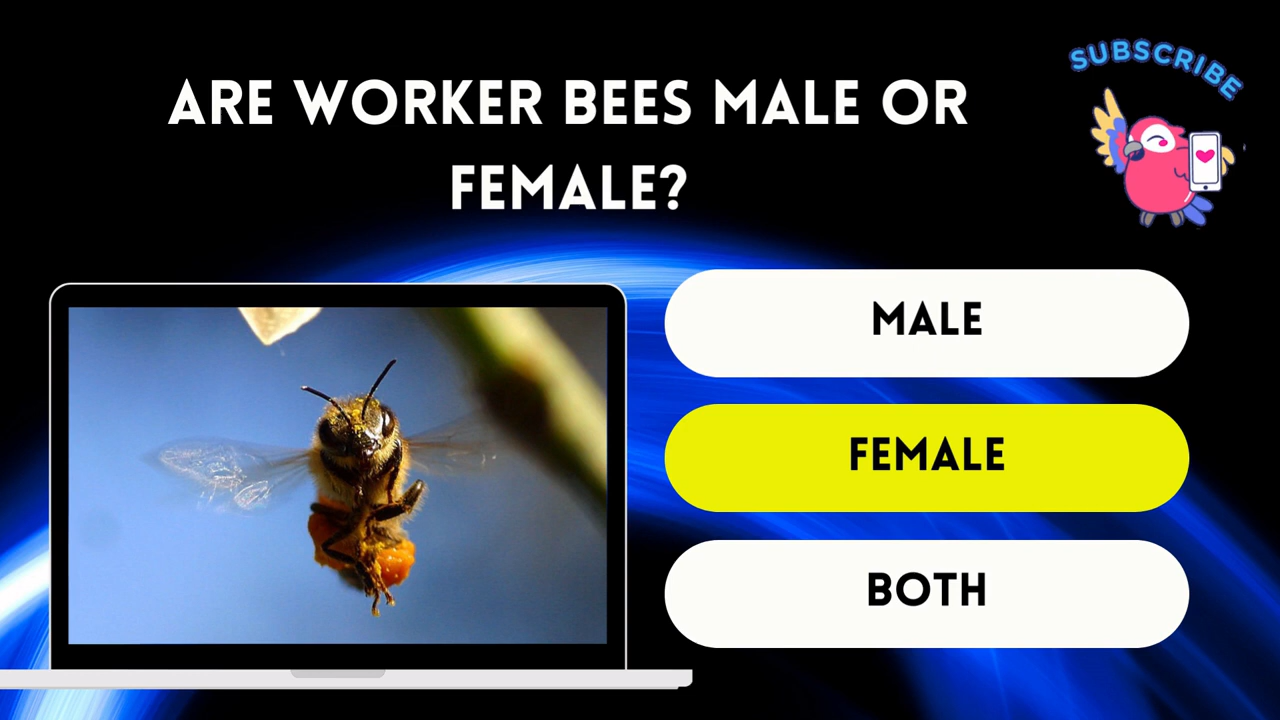 SUBSCRIBE
ARE WORKER BEES MALE OR
FEMALE?
MALE
FEMALE
BOTH